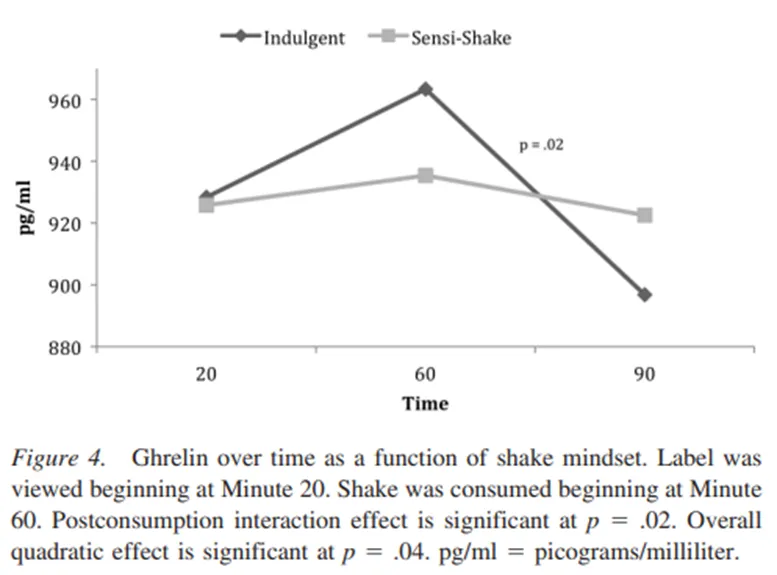 Indulgent Sensi-Shake
960
940
920
900
880
pg/ml
p = .02
20 60 90
Time
Figure 4. Ghrelin over time as a function of shake mindset. Label was
viewed beginning at Minute 20. Shake was consumed beginning at Minute
60. Postconsumption interaction effect is significant at p = .02. Overall
quadratic effect is significant at p = .04. pg/ml = picograms/milliliter.